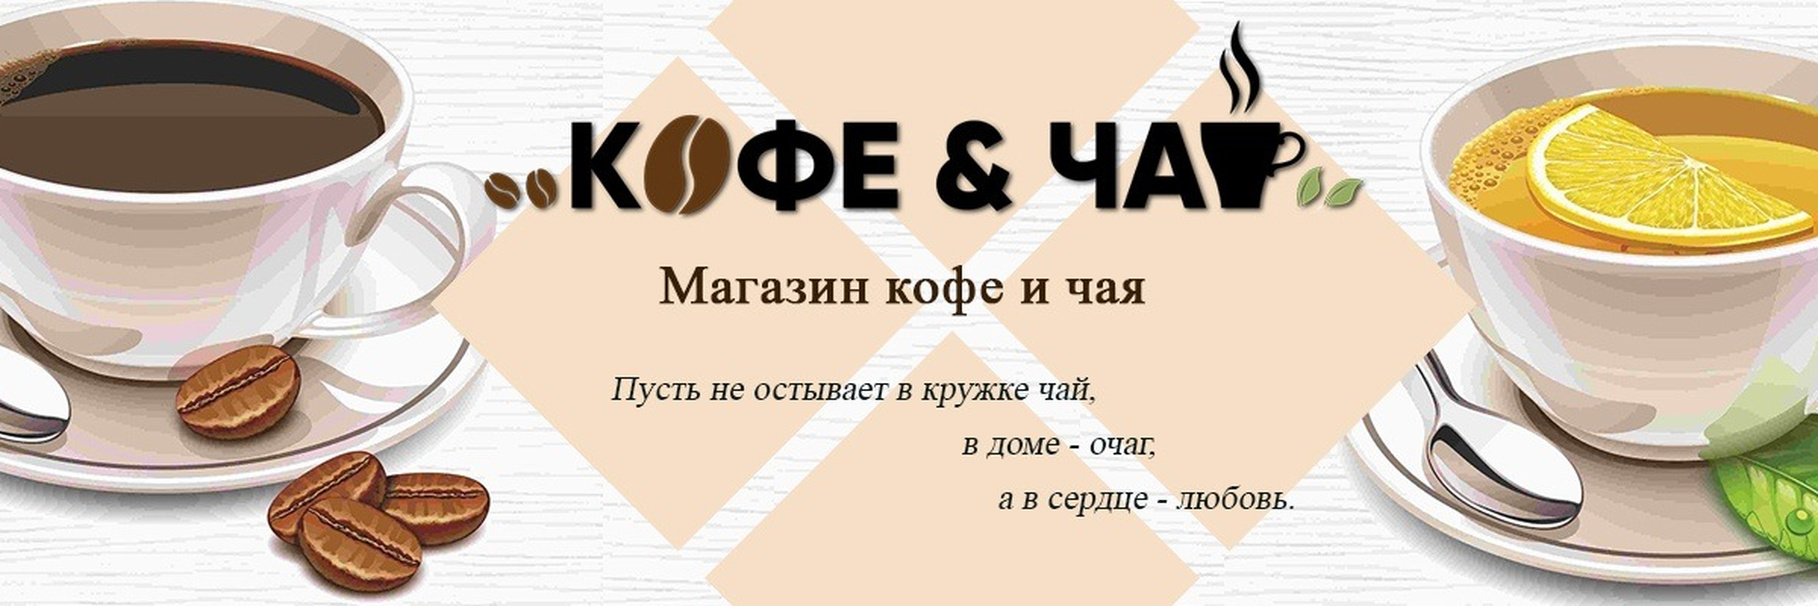 КОФЕ & ЧАЙ
Магазин кофе и чая
Пусть не остывает в кружке чай,
в доме - очаг,
а в сердце - любовь.